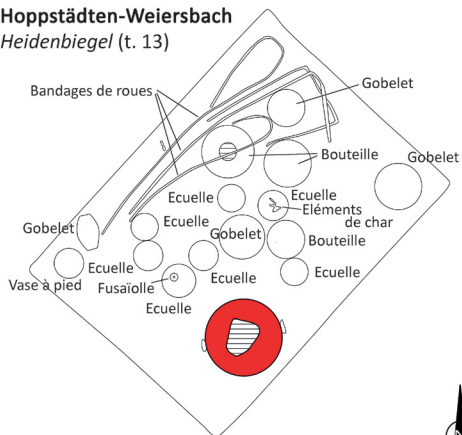 Hoppstädten-Weiersbach
Heidenbiegel (t. 13)
Bandages de roues
Gobelet
Bouteille
Gobelet
Ecuelle
Ecuelle
Eléments
de char
Gobelet
Ecuelle
Gobelet
Bouteille
Ecuelle
Ecuelle
Ecuelle
Vase à pied
Fusaïolle
Ecuelle